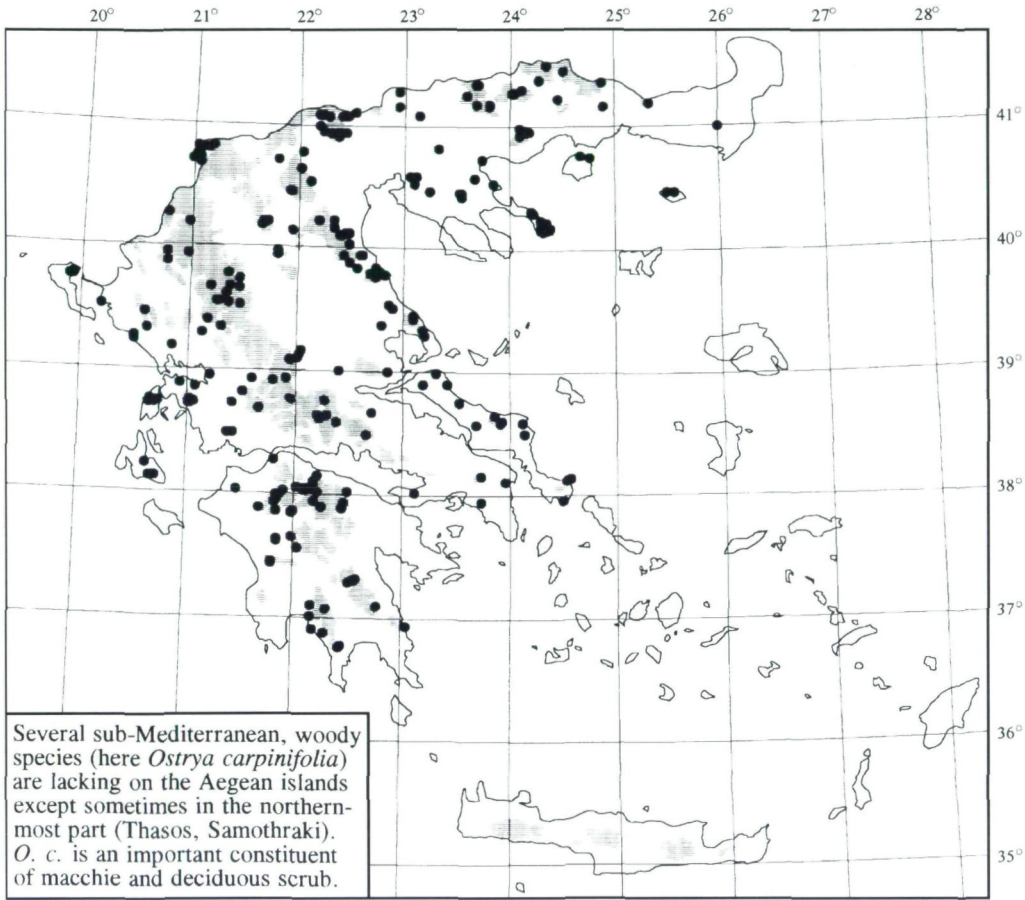 20° 21° 22° 23° 24° 25° 26° 27° 28°
41°
40°
39°
38°
37°
36°
35°
Several sub-Mediterranean, woody
species (here Ostrya carpinifolia)
are lacking on the Aegean islands
except sometimes in the northern-
most part (Thasos, Samothraki).
O. c. is an important constituent
of macchie and deciduous scrub.